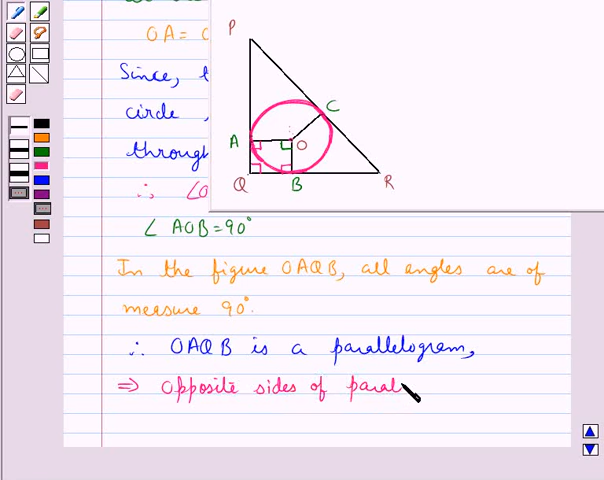 OA=
P
Since,
circle ,
C
A
O
through
Q
B
R
∴ ∠O
∠ AOB=90°
In the figure OAQB, all angles are of
measure 90°.
∴ OAQB is a parallelogram,
⇒ opposite sides of paral